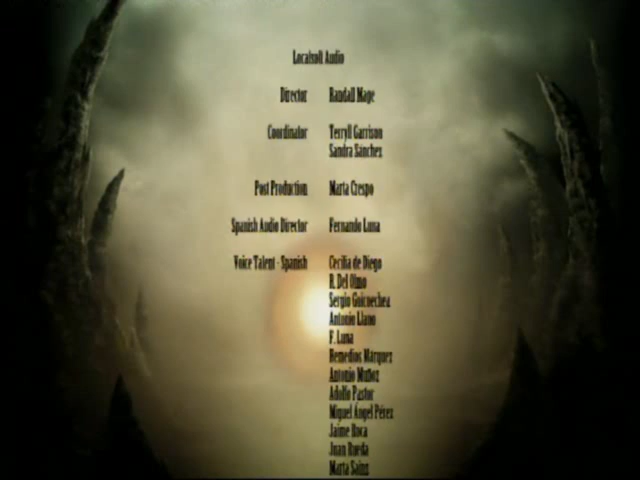 Localsoft Audio
Director Randall Mage
Coordinator Terryll Garrison
Sandra Sánchez
Post Production Marta Crespo
Spanish Audio Director Fernando Luna
Voice Talent - Spanish Cecilia de Diego
R. Del Olmo
Sergio Goicoechea
Antonio Llano
F. Luna
Remedios Márquez
Antonio Muñoz
Adolfo Pastor
Miguel Ángel Pérez
Jaime Roca
Juan Rueda
Marta Sainz